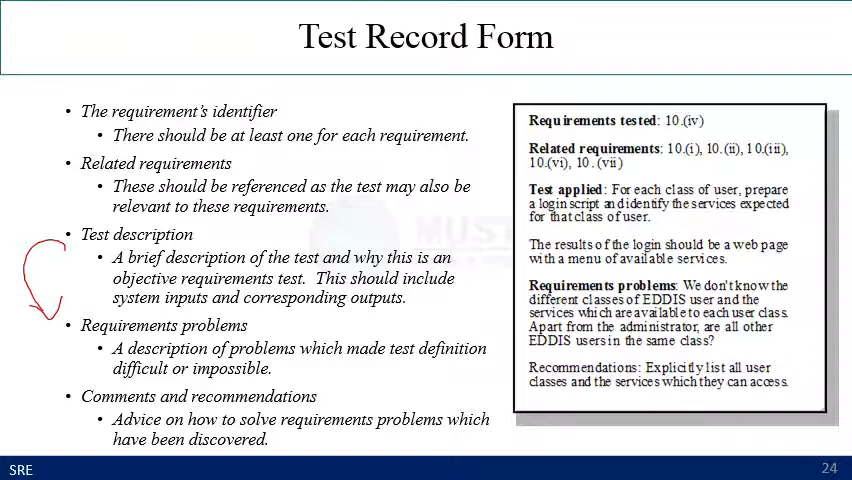 Test Record Form
• The requirement's identifier
• There should be at least one for each requirement.
• Related requirements
• These should be referenced as the test may also be
relevant to these requirements.
• Test description
• A brief description of the test and why this is an
objective requirements test. This should include
system inputs and corresponding outputs.
• Requirements problems
• A description of problems which made test definition
difficult or impossible.
• Comments and recommendations
• Advice on how to solve requirements problems which
have been discovered.
Requirements tested: 10.(iv)
Related requirements: 10.(i), 10.(ii), 10.(iii),
10.(vi), 10. (vii)
Test applied: For each class of user, prepare
a login script and identify the services expected
for that class of user.
The results of the login should be a web page
with a menu of available services.
Requirements problems: We don't know the
different classes of EDDIS user and the
services which are available to each user class.
Apart from the administrator, are all other
EDDIS users in the same class?
Recommendations: Explicitly list all user
classes and the services which they can access.
MUST
SRE
24